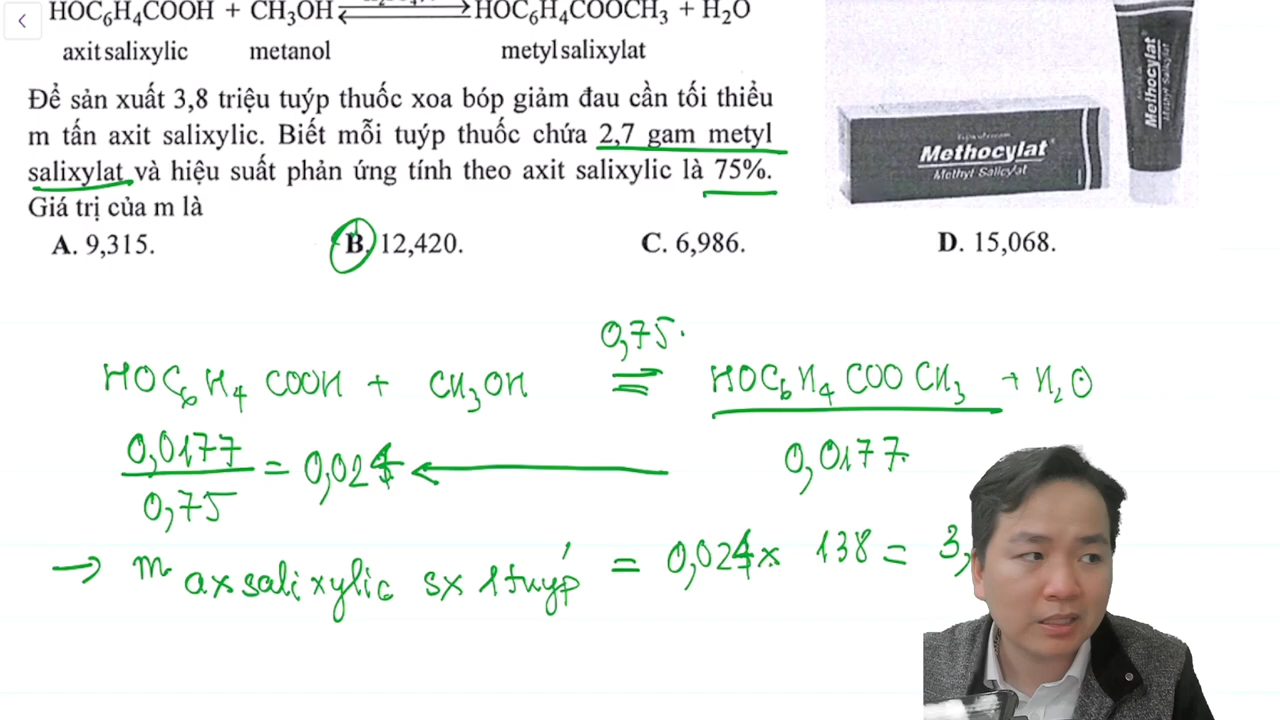 HOC₆H₄COOH + CH₃OH ⇌ HOC₆H₄COOCH₃ + H₂O
axit salixylic metanol metyl salixylat
Để sản xuất 3,8 triệu tuýp thuốc xoa bóp giảm đau cần tối thiểu
m tấn axit salixylic. Biết mỗi tuýp thuốc chứa 2,7 gam metyl
salixylat và hiệu suất phản ứng tính theo axit salixylic là 75%.
Giá trị của m là
A. 9,315. B. 12,420. C. 6,986. D. 15,068.
Methocylat
Methyl Salicylat
Methocylat
Methyl Salicylat
0,75.
HOC₆H₄COOH + CH₃OH ⇌ HOC₆H₄COOCH₃ + H₂O
0,0177 / 0,75 = 0,024 ← 0,0177
→ m ax salixylic sx 1 tuýp = 0,024 x 138 = 3,